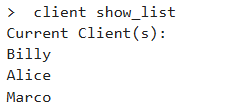 >  client show_list
Current Client(s):
Billy
Alice
Marco